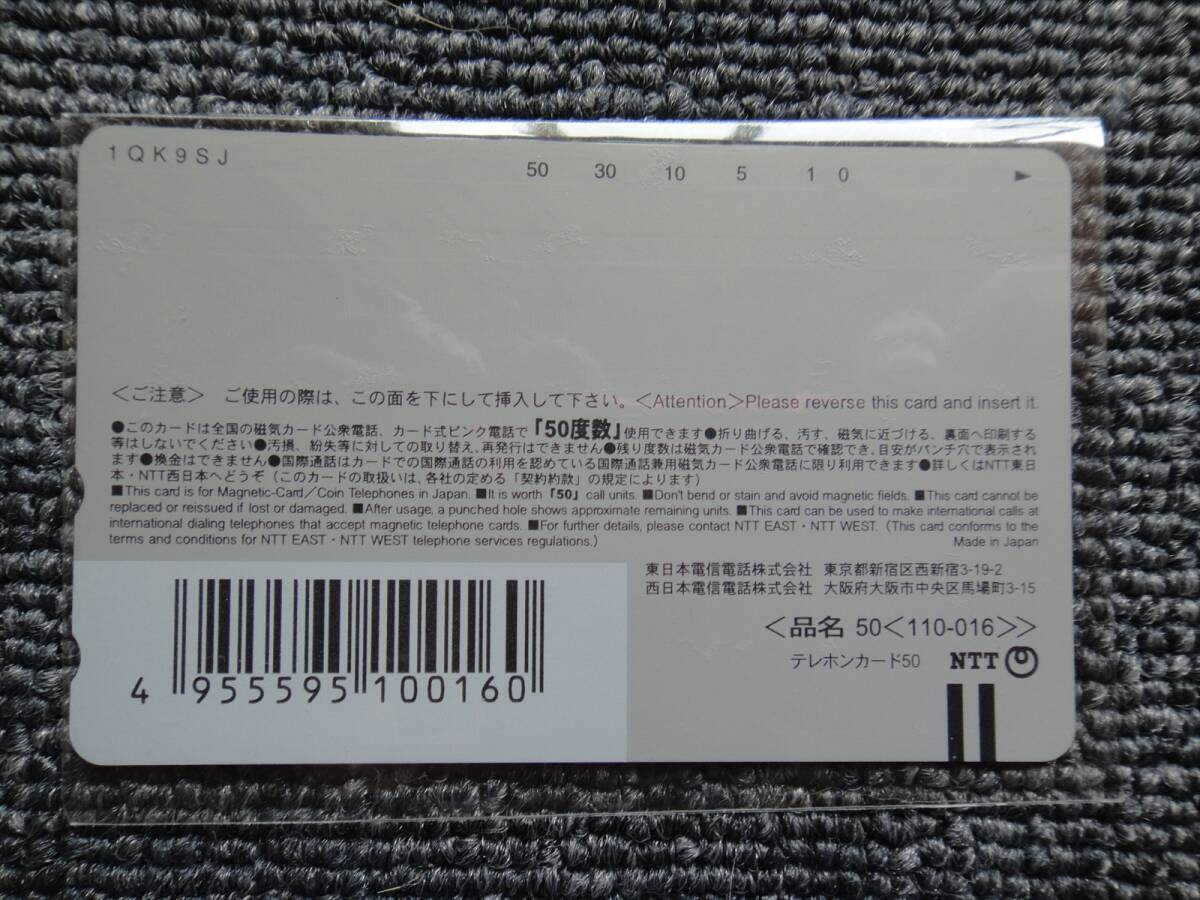 1QK9SJ
50 30 10 5 1 0 ▶
＜ご注意＞ ご使用の際は、この面を下にして挿入して下さい。＜Attention＞Please reverse this card and insert it.
●このカードは全国の磁気カード公衆電話、カード式ピンク電話で「50度数」使用できます●折り曲げる、汚す、磁気に近づける、裏面へ印刷する
等はしないでください●汚損、紛失等に対しての取り替え、再発行はできません●残り度数は磁気カード公衆電話で確認でき、目安がパンチ穴で表示されま
す●換金はできません●国際通話はカードでの国際通話の利用を認めている国際通話兼用磁気カード公衆電話に限り利用できます●詳しくはNTT東日
本・NTT西日本へどうぞ（このカードの取扱いは、各社の定める「契約約款」の規定によります）
■This card is for Magnetic-Card／Coin Telephones in Japan. ■It is worth「50」call units. ■Don't bend or stain and avoid magnetic fields. ■This card cannot be
replaced or reissued if lost or damaged. ■After usage, a punched hole shows approximate remaining units. ■This card can be used to make international calls at
international dialing telephones that accept magnetic telephone cards. ■For further details, please contact NTT EAST・NTT WEST. (This card conforms to the
terms and conditions for NTT EAST・NTT WEST telephone services regulations.)
Made in Japan
東日本電信電話株式会社 東京都新宿区西新宿3-19-2
西日本電信電話株式会社 大阪府大阪市中央区馬場町3-15
＜品名 50＜110-016＞＞
テレホンカード50 NTT
4 955595 100160